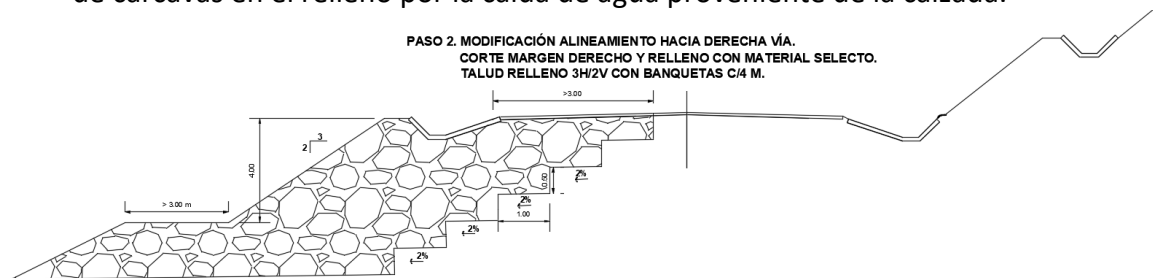 de cárcavas en el relleno por la caída de agua proveniente de la calzada.
PASO 2. MODIFICACIÓN ALINEAMIENTO HACIA DERECHA VÍA.
CORTE MARGEN DERECHO Y RELLENO CON MATERIAL SELECTO.
TALUD RELLENO 3H/2V CON BANQUETAS C/4 M.
>3.00
3
2
4.00
0.50
2%
> 3.00 m
2%
1.00
2%
2%